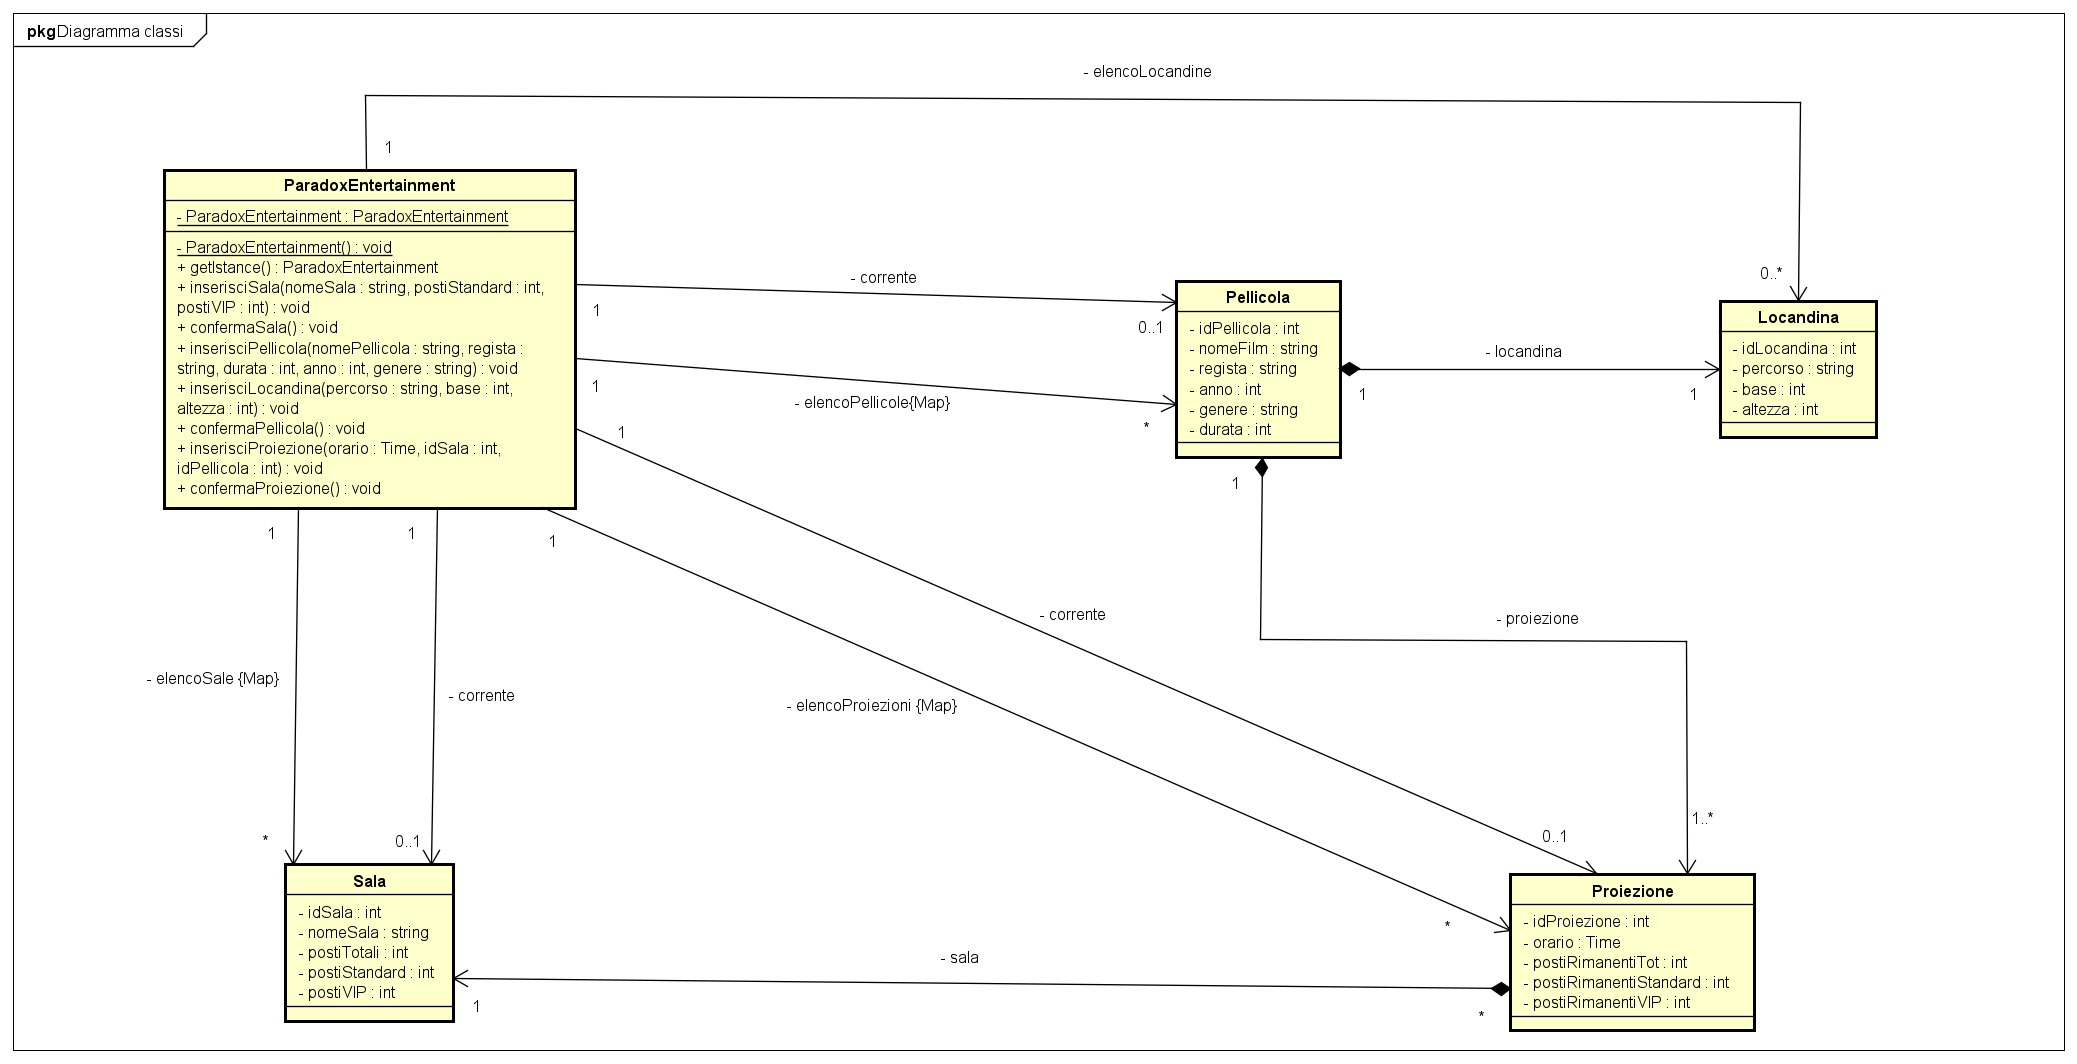 pkg Diagramma classi
- elencoLocandine
1
0..*
ParadoxEntertainment
- ParadoxEntertainment : ParadoxEntertainment
- ParadoxEntertainment() : void
+ getIstance() : ParadoxEntertainment
+ inserisciSala(nomeSala : string, postiStandard : int,
postiVIP : int) : void
+ confermaSala() : void
+ inserisciPellicola(nomePellicola : string, regista :
string, durata : int, anno : int, genere : string) : void
+ inserisciLocandina(percorso : string, base : int,
altezza : int) : void
+ confermaPellicola() : void
+ inserisciProiezione(orario : Time, idSala : int,
idPellicola : int) : void
+ confermaProiezione() : void
- corrente
1
0..1
1
- elencoPellicole{Map}
*
Pellicola
- idPellicola : int
- nomeFilm : string
- regista : string
- anno : int
- genere : string
- durata : int
- locandina
1
1
Locandina
- idLocandina : int
- percorso : string
- base : int
- altezza : int
1
- proiezione
1..*
1
- corrente
0..1
1
- elencoProiezioni {Map}
*
1
- elencoSale {Map}
*
1
- corrente
0..1
Sala
- idSala : int
- nomeSala : string
- postiTotali : int
- postiStandard : int
- postiVIP : int
- sala
1
*
Proiezione
- idProiezione : int
- orario : Time
- postiRimanentiTot : int
- postiRimanentiStandard : int
- postiRimanentiVIP : int